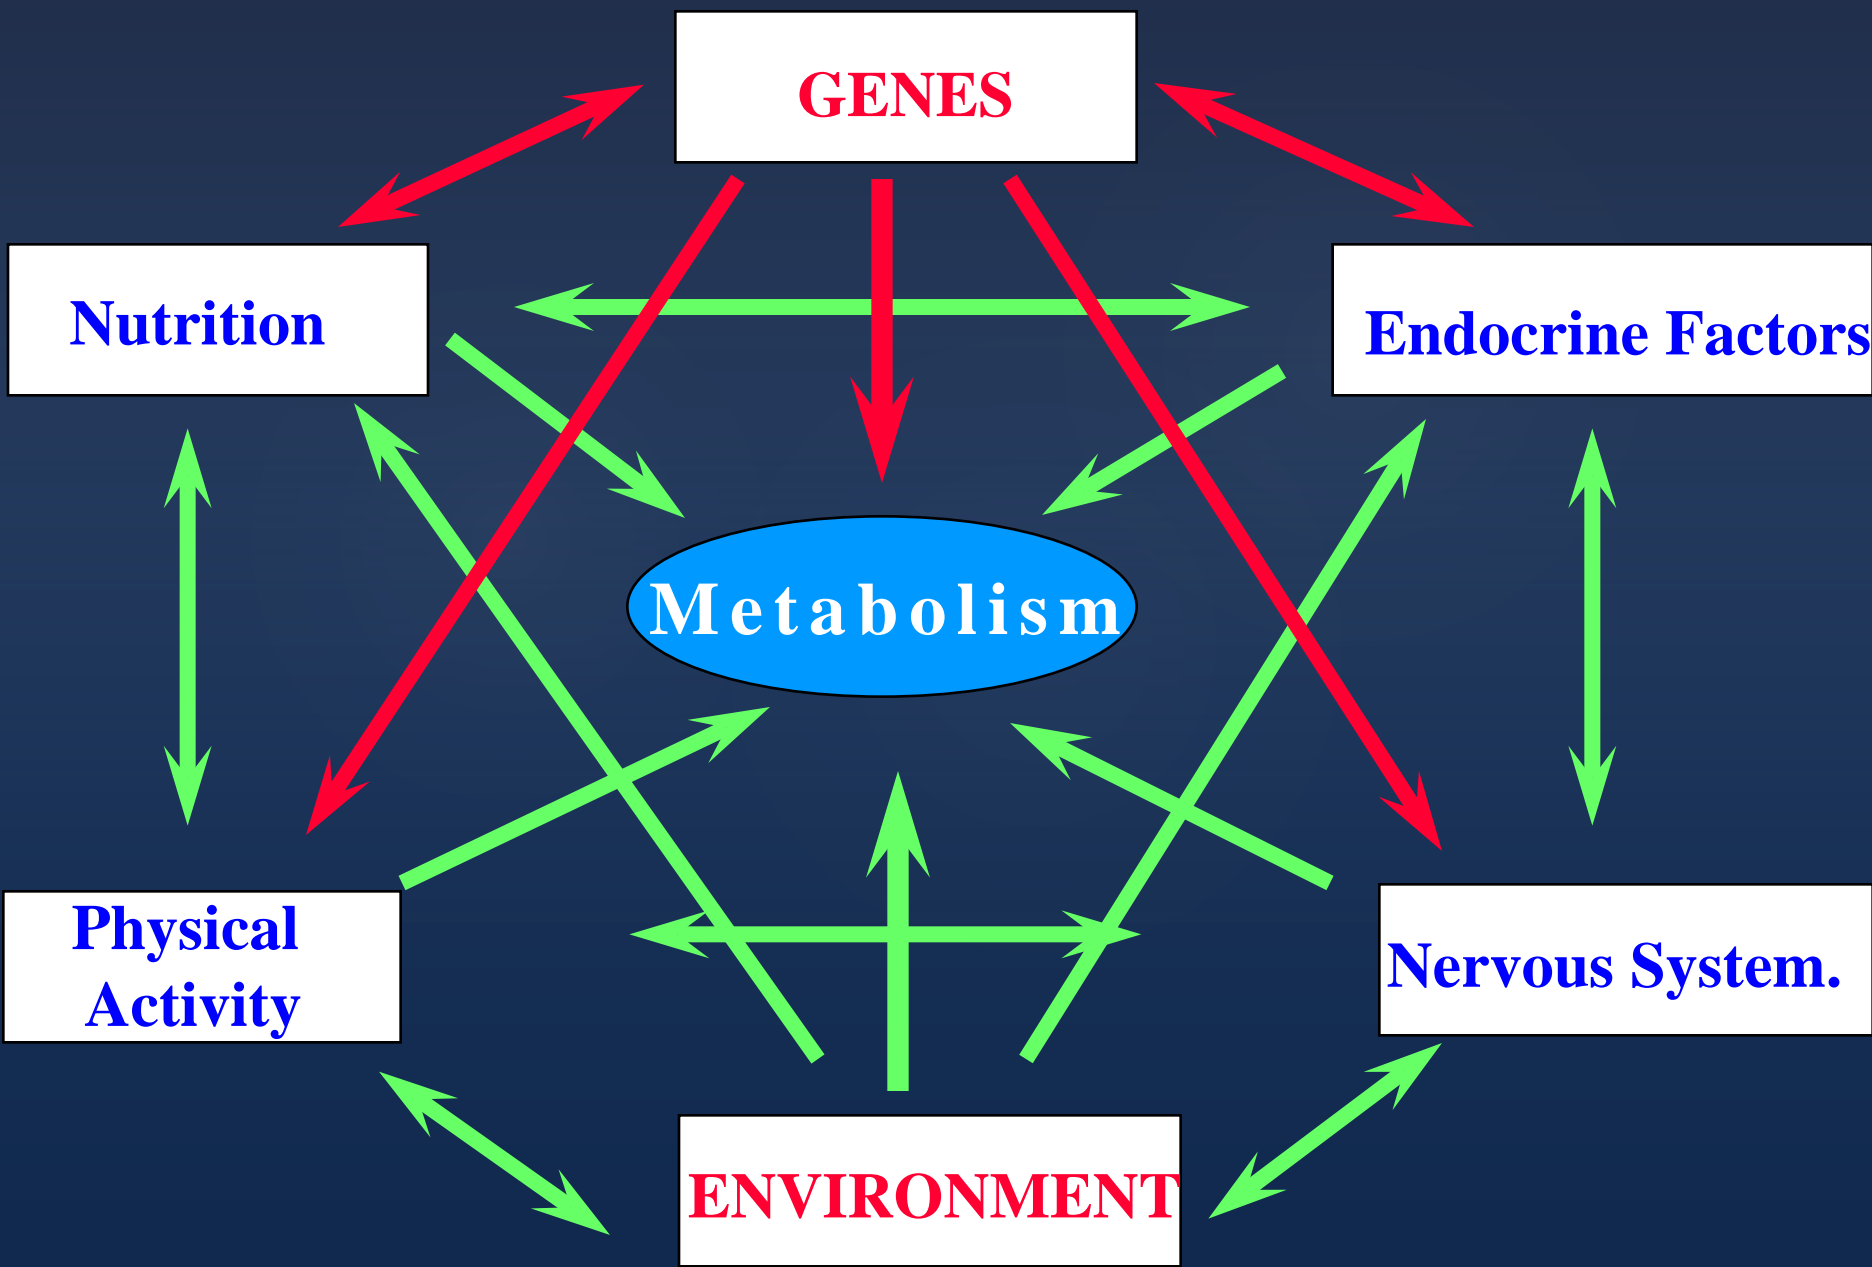 GENES
Nutrition
Endocrine Factors
Metabolism
Physical
Activity
Nervous System.
ENVIRONMENT